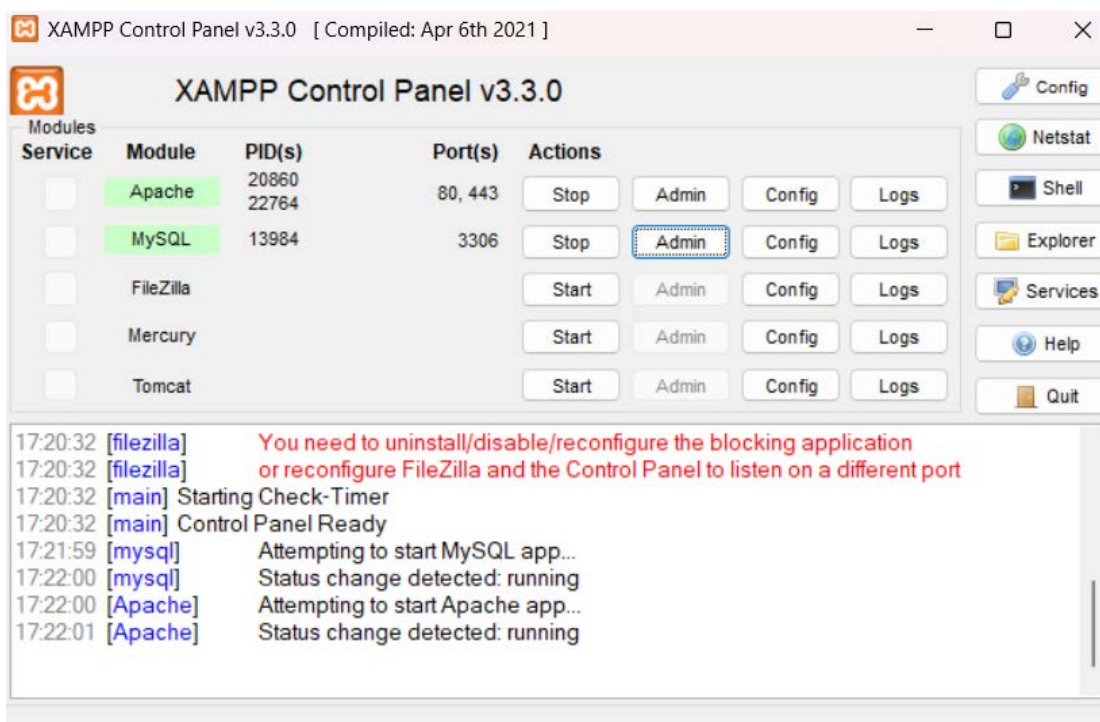 XAMPP Control Panel v3.3.0 [ Compiled: Apr 6th 2021 ]
XAMPP Control Panel v3.3.0
Config
Modules
Netstat
Service Module PID(s) Port(s) Actions
Apache 20860 80, 443 Stop Admin Config Logs
22764
Shell
MySQL 13984 3306 Stop Admin Config Logs
Explorer
FileZilla Start Admin Config Logs
Services
Mercury Start Admin Config Logs
Help
Tomcat Start Admin Config Logs
Quit
17:20:32 [filezilla] You need to uninstall/disable/reconfigure the blocking application
17:20:32 [filezilla] or reconfigure FileZilla and the Control Panel to listen on a different port
17:20:32 [main] Starting Check-Timer
17:20:32 [main] Control Panel Ready
17:21:59 [mysql] Attempting to start MySQL app...
17:22:00 [mysql] Status change detected: running
17:22:00 [Apache] Attempting to start Apache app...
17:22:01 [Apache] Status change detected: running